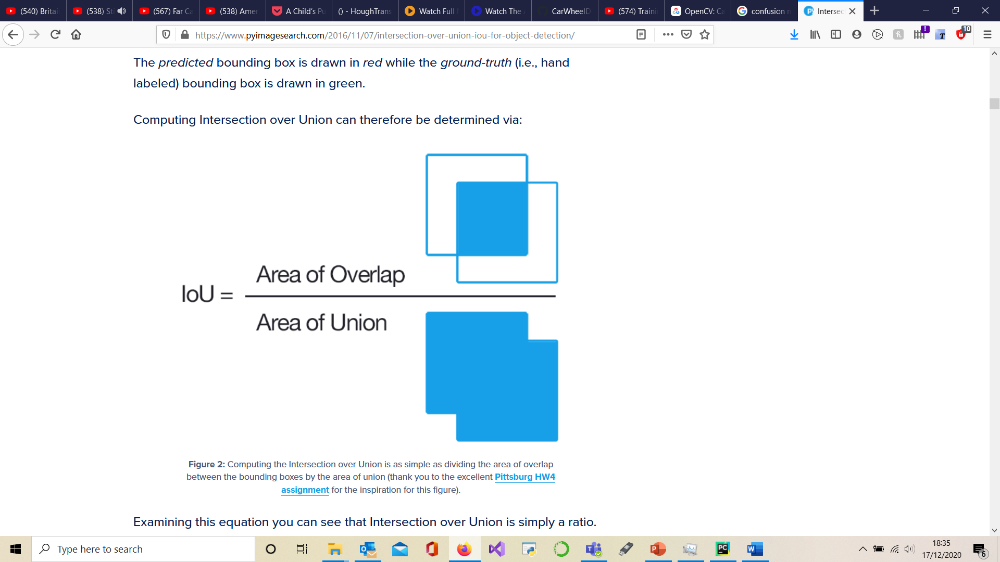 (540) Britai
(538) Sti
(567) Far Ca
(538) Amer
A Child's Pu
() - HoughTrans
Watch Full
Watch The
CarWheelD
(574) Traini
OpenCV: Ca
confusion m
Intersec
https://www.pyimagesearch.com/2016/11/07/intersection-over-union-iou-for-object-detection/
10
The predicted bounding box is drawn in red while the ground-truth (i.e., hand
labeled) bounding box is drawn in green.
Computing Intersection over Union can therefore be determined via:
Area of Overlap
IoU =
Area of Union
Figure 2: Computing the Intersection over Union is as simple as dividing the area of overlap
between the bounding boxes by the area of union (thank you to the excellent Pittsburg HW4
assignment for the inspiration for this figure).
Examining this equation you can see that Intersection over Union is simply a ratio.
Type here to search
18:35
17/12/2020
6